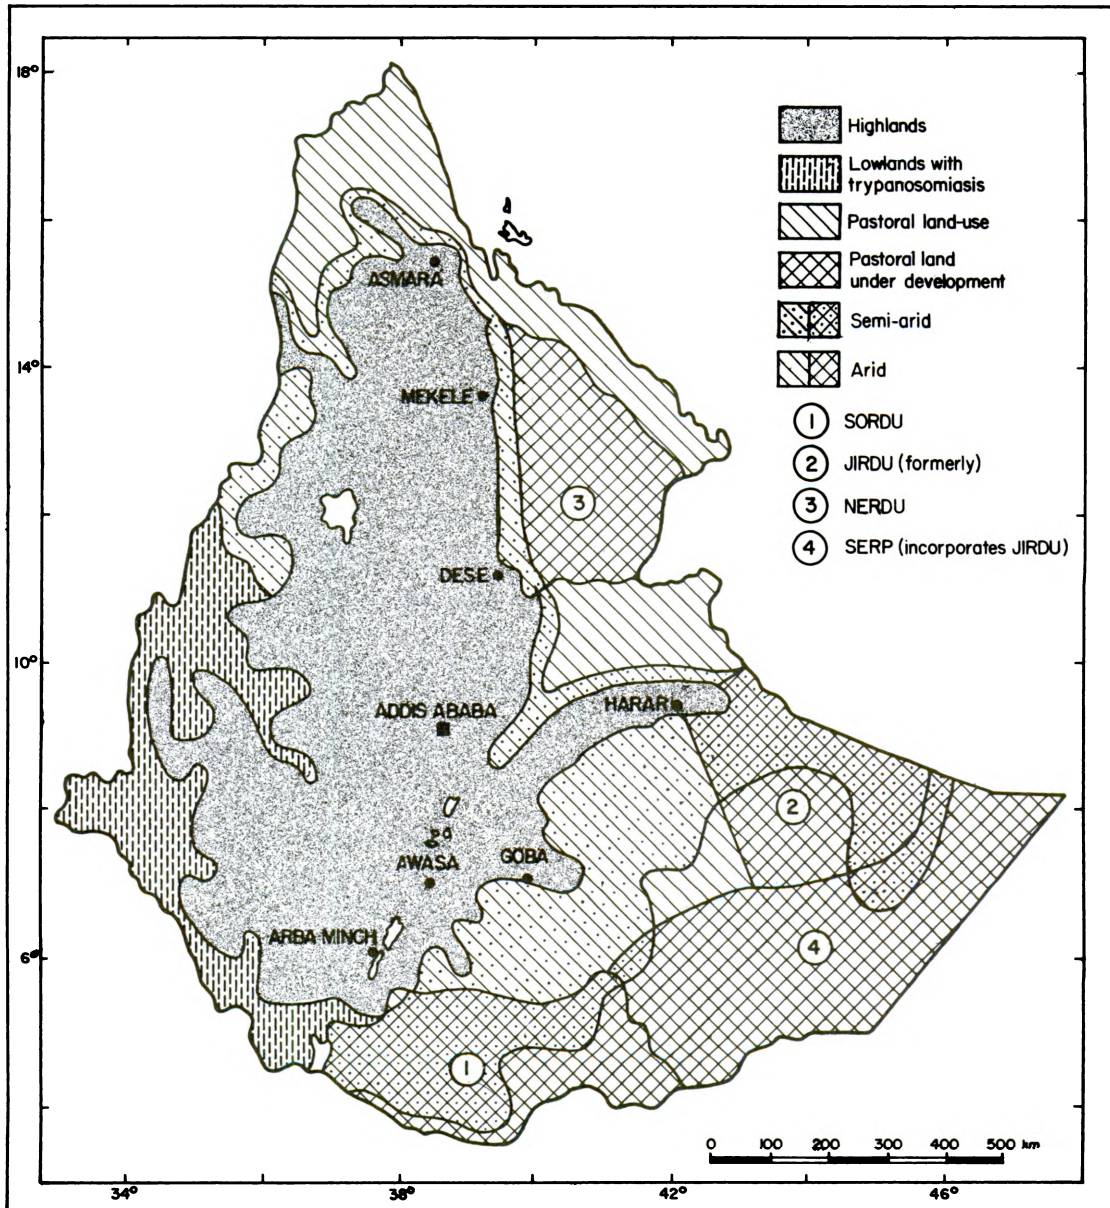 18°
14°
10°
6°
34°
38°
42°
46°
Highlands
Lowlands with
trypanosomiasis
Pastoral land-use
Pastoral land
under development
Semi-arid
Arid
1 SORDU
2 JIRDU (formerly)
3 NERDU
4 SERP (incorporates JIRDU)
ASMARA
MEKELE
3
DESE
ADDIS ABABA
HARAR
2
AWASA
GOBA
ARBA MINCH
4
1
0 100 200 300 400 500 km